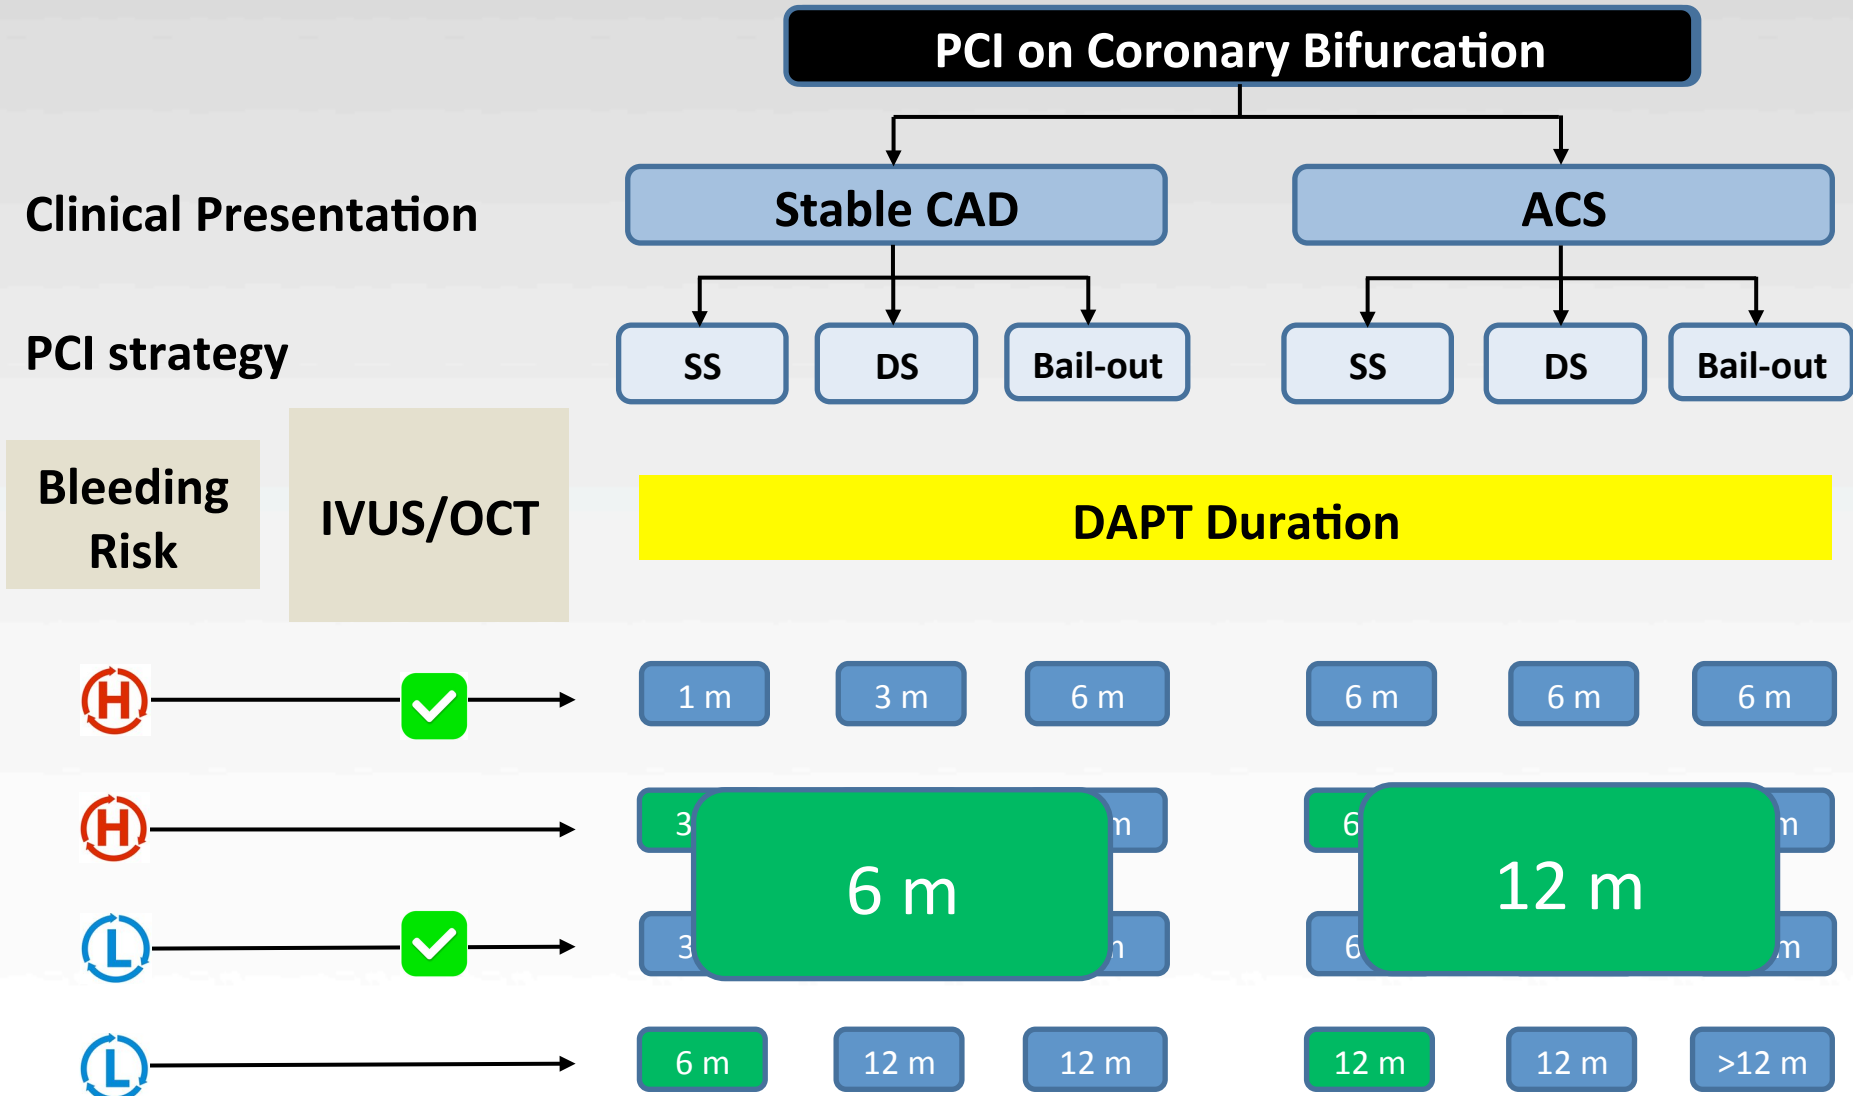 PCI on Coronary Bifurcation
Clinical Presentation
Stable CAD
ACS
PCI strategy
SS
DS
Bail-out
SS
DS
Bail-out
Bleeding
Risk
IVUS/OCT
DAPT Duration
H
1 m
3 m
6 m
6 m
6 m
6 m
H
3
m
6
m
6 m
12 m
L
3
6
m
L
6 m
12 m
12 m
12 m
12 m
>12 m